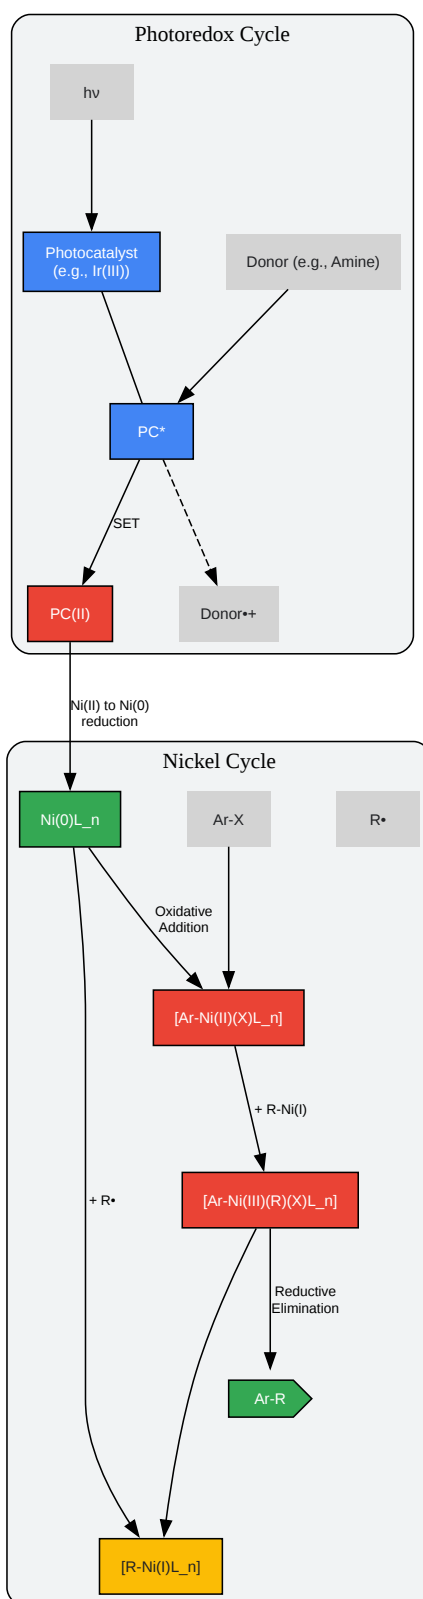 Photoredox Cycle
hν
Photocatalyst
(e.g., Ir(III))
Donor (e.g., Amine)
PC*
SET
PC(II)
Donor•+
Ni(II) to Ni(0)
reduction
Nickel Cycle
Ni(0)L_n
Ar-X
R•
Oxidative
Addition
[Ar-Ni(II)(X)L_n]
+ R-Ni(I)
+ R•
[Ar-Ni(III)(R)(X)L_n]
Reductive
Elimination
Ar-R
[R-Ni(I)L_n]